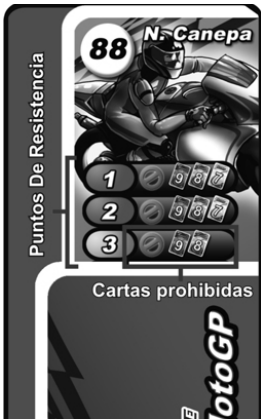 88 N. Canepa
Puntos De Resistencia
1 9 8 7
2 9 8 7
3 9 8
Cartas prohibidas
MotoGP